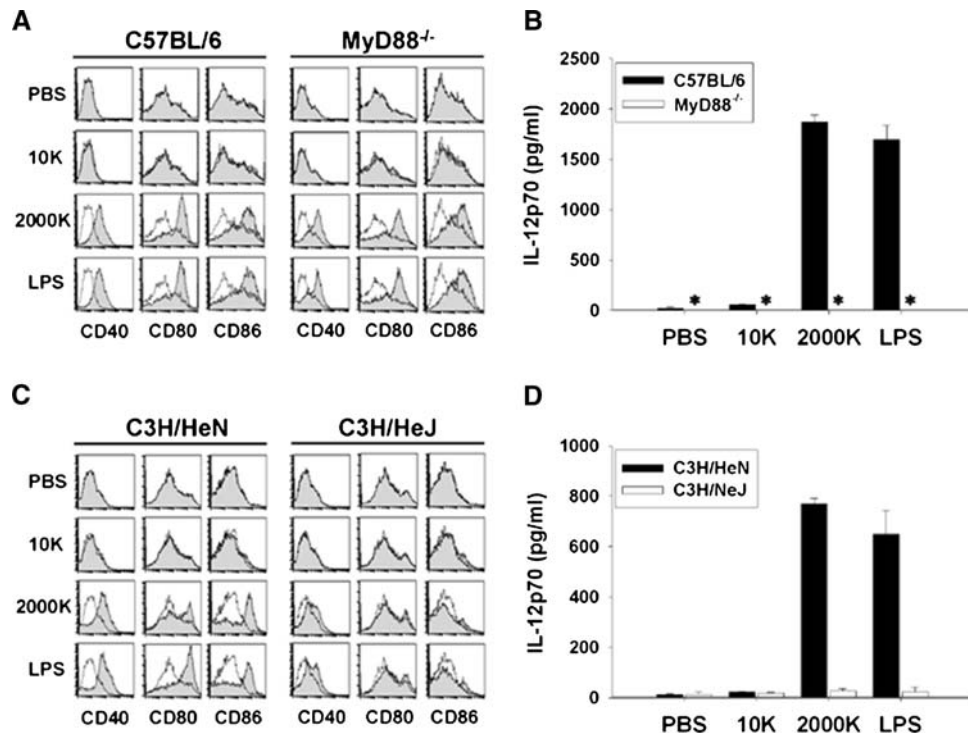 A
C57BL/6 MyD88-/-
PBS
10K
2000K
LPS
CD40 CD80 CD86 CD40 CD80 CD86
B
2500
2000
1500
1000
500
0
IL-12p70 (pg/ml)
C57BL/6
MyD88-/-
* * * *
PBS 10K 2000K LPS
C
C3H/HeN C3H/HeJ
PBS
10K
2000K
LPS
CD40 CD80 CD86 CD40 CD80 CD86
D
1000
800
600
400
200
0
IL-12p70 (pg/ml)
C3H/HeN
C3H/NeJ
PBS 10K 2000K LPS